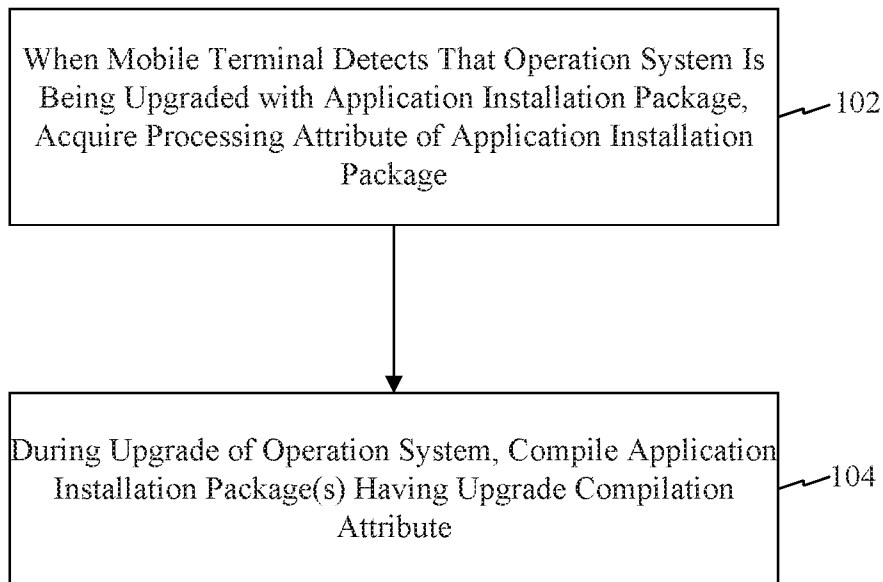 When Mobile Terminal Detects That Operation System Is
Being Upgraded with Application Installation Package,
Acquire Processing Attribute of Application Installation
Package
102
During Upgrade of Operation System, Compile Application
Installation Package(s) Having Upgrade Compilation
Attribute
104